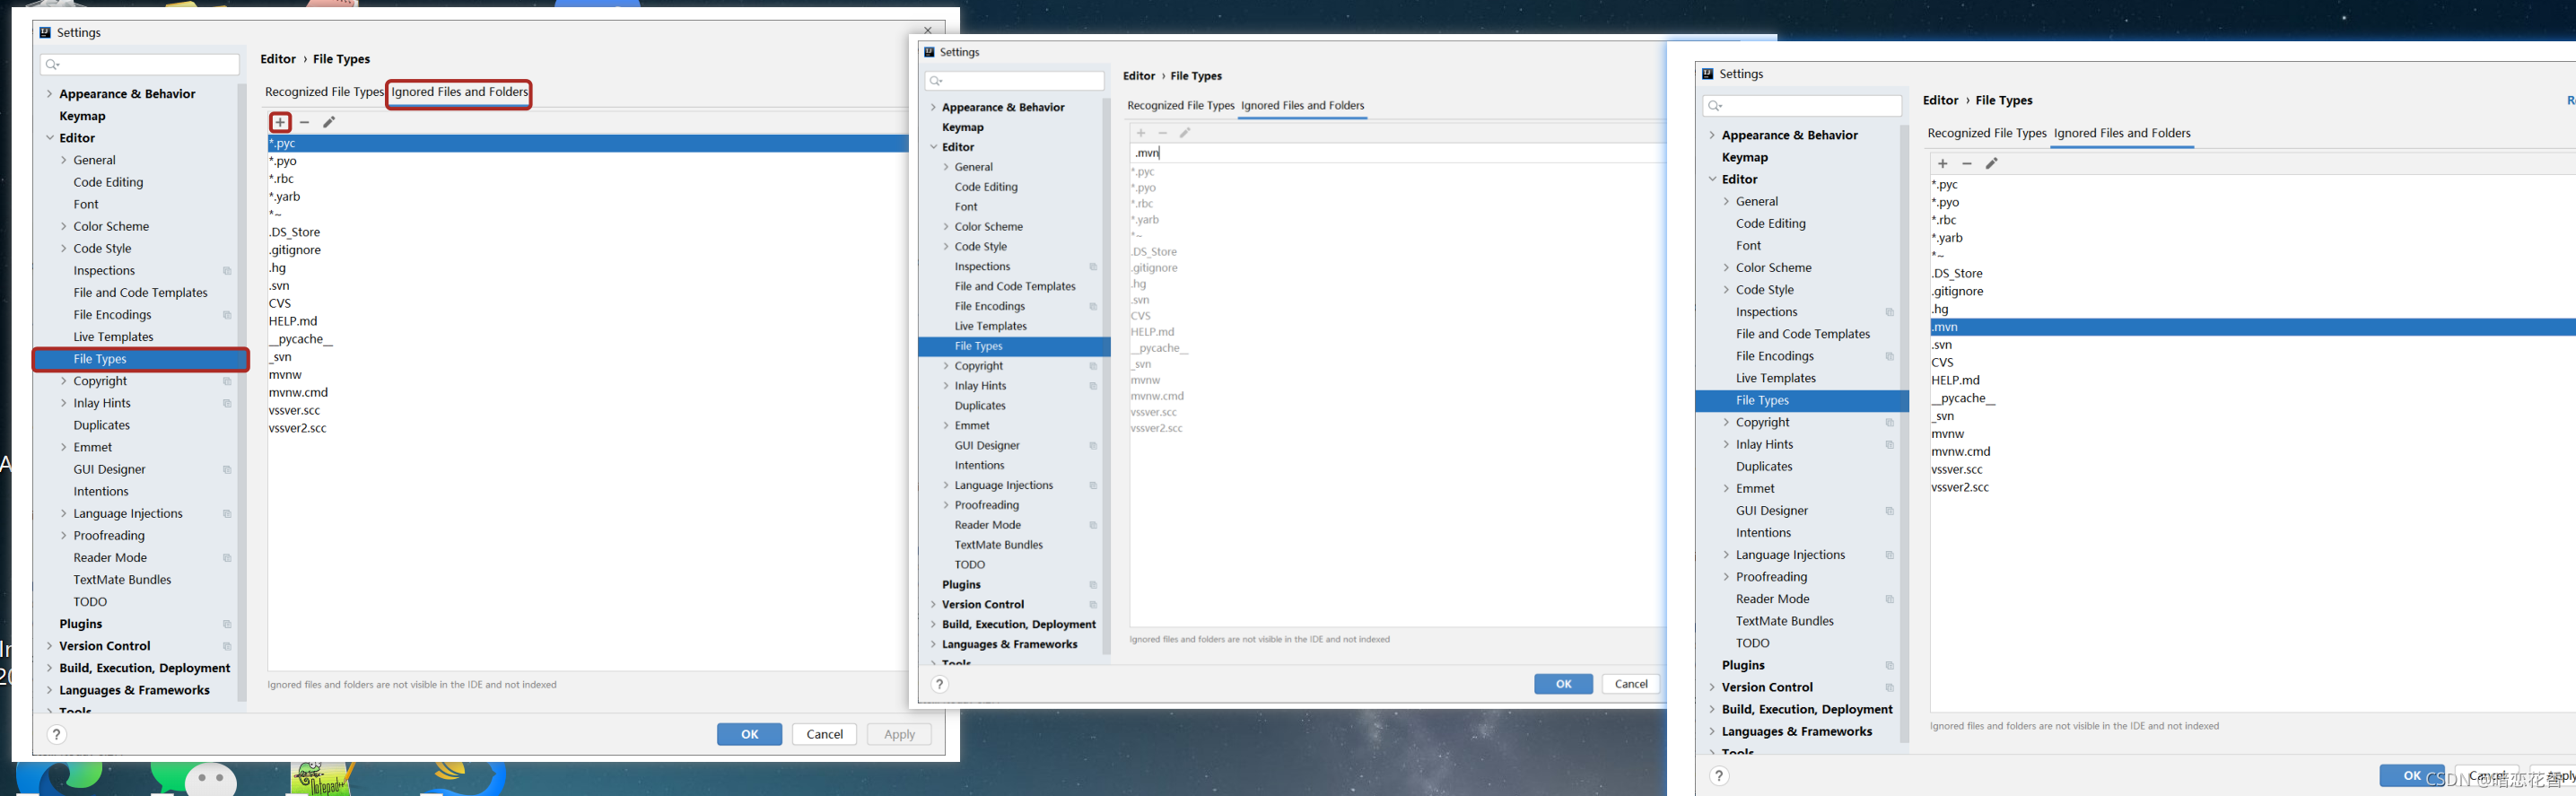 Settings
Editor › File Types
Recognized File Types
Ignored Files and Folders
Appearance & Behavior
Keymap
Editor
General
Code Editing
Font
Color Scheme
Code Style
Inspections
File and Code Templates
File Encodings
Live Templates
File Types
Copyright
Inlay Hints
Duplicates
Emmet
GUI Designer
Intentions
Language Injections
Proofreading
Reader Mode
TextMate Bundles
TODO
Plugins
Version Control
Build, Execution, Deployment
Languages & Frameworks
Tools
*.pyc
*.pyo
*.rbc
*.yarb
*~
.DS_Store
.gitignore
.hg
.svn
CVS
HELP.md
__pycache__
_svn
mvnw
mvnw.cmd
vssver.scc
vssver2.scc
Ignored files and folders are not visible in the IDE and not indexed
?
OK
Cancel
Apply
Settings
Editor › File Types
Recognized File Types
Ignored Files and Folders
Appearance & Behavior
Keymap
Editor
General
Code Editing
Font
Color Scheme
Code Style
Inspections
File and Code Templates
File Encodings
Live Templates
File Types
Copyright
Inlay Hints
Duplicates
Emmet
GUI Designer
Intentions
Language Injections
Proofreading
Reader Mode
TextMate Bundles
TODO
Plugins
Version Control
Build, Execution, Deployment
Languages & Frameworks
Tools
.mvn
*.pyc
*.pyo
*.rbc
*.yarb
*~
.DS_Store
.gitignore
.hg
.svn
CVS
HELP.md
__pycache__
_svn
mvnw
mvnw.cmd
vssver.scc
vssver2.scc
Ignored files and folders are not visible in the IDE and not indexed
?
OK
Cancel
Settings
Editor › File Types
Recognized File Types
Ignored Files and Folders
Appearance & Behavior
Keymap
Editor
General
Code Editing
Font
Color Scheme
Code Style
Inspections
File and Code Templates
File Encodings
Live Templates
File Types
Copyright
Inlay Hints
Duplicates
Emmet
GUI Designer
Intentions
Language Injections
Proofreading
Reader Mode
TextMate Bundles
TODO
Plugins
Version Control
Build, Execution, Deployment
Languages & Frameworks
Tools
*.pyc
*.pyo
*.rbc
*.yarb
*~
.DS_Store
.gitignore
.hg
.mvn
.svn
CVS
HELP.md
__pycache__
_svn
mvnw
mvnw.cmd
vssver.scc
vssver2.scc
Ignored files and folders are not visible in the IDE and not indexed
?
OK
Cancel
Apply
CSDN @暗恋花香
Notepad++